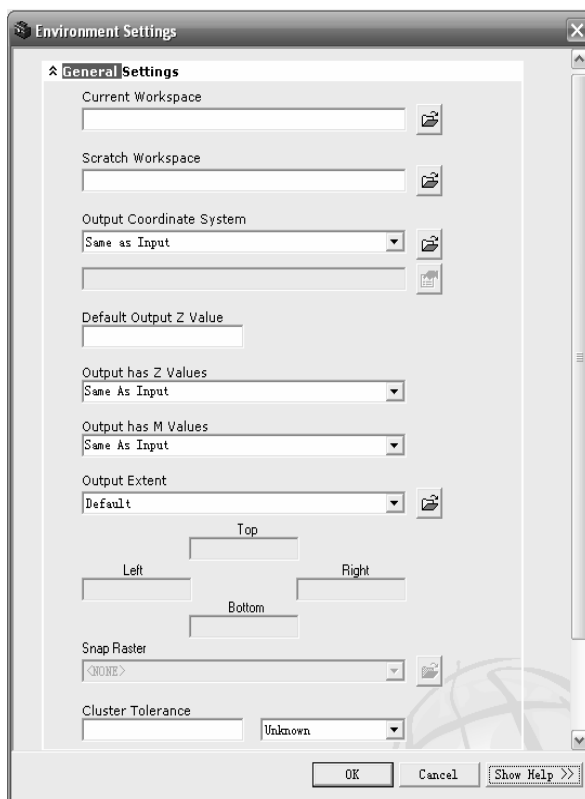 Environment Settings
General Settings
Current Workspace
Scratch Workspace
Output Coordinate System
Same as Input
Default Output Z Value
Output has Z Values
Same As Input
Output has M Values
Same As Input
Output Extent
Default
Top
Left Right
Bottom
Snap Raster
<NONE>
Cluster Tolerance
Unknown
OK Cancel Show Help >>